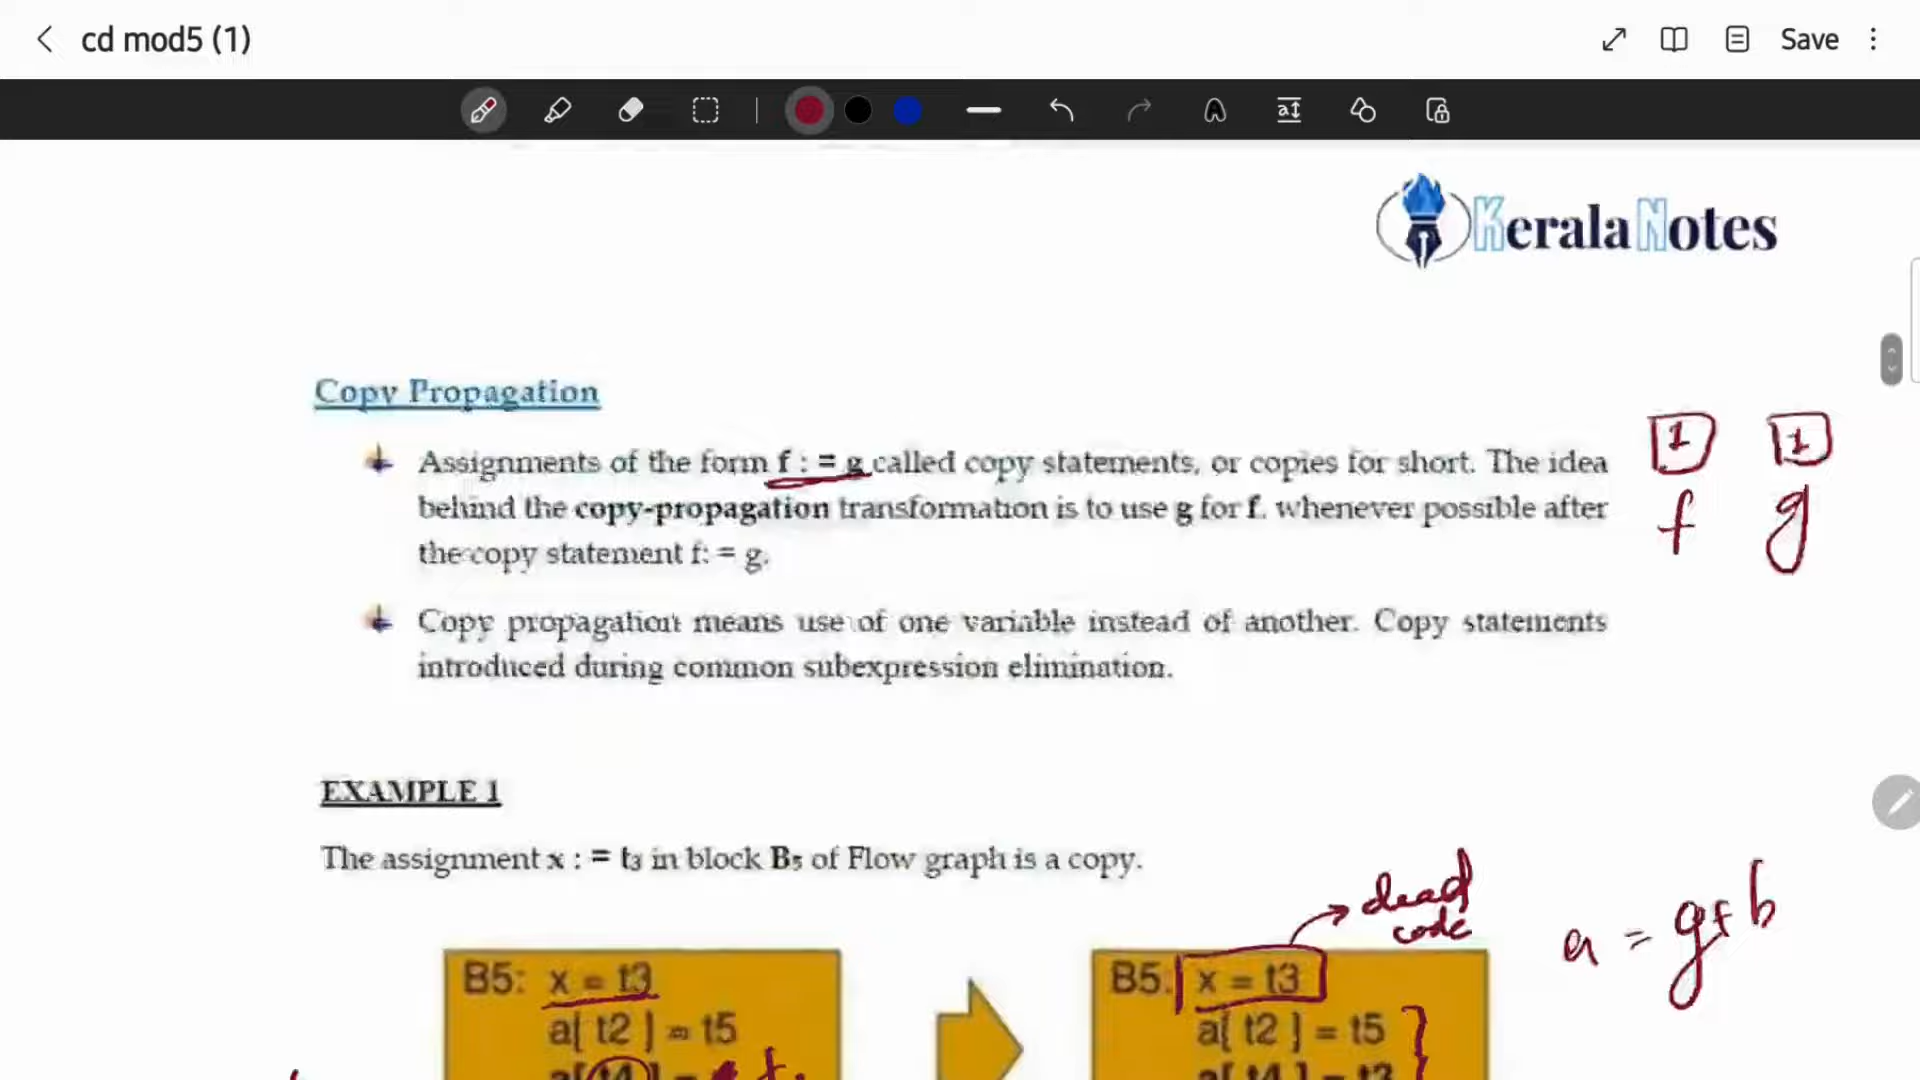 cd mod5 (1)
Save
KeralaNotes
Copy Propagation
Assignments of the form f : = g called copy statements, or copies for short. The idea
behind the copy-propagation transformation is to use g for f. whenever possible after
the copy statement f: = g.
1 1
f g
Copy propagation means use of one variable instead of another. Copy statements
introduced during common subexpression elimination.
EXAMPLE 1
The assignment x : = t3 in block B5 of Flow graph is a copy.
dead
code
a = g+b
B5: x = t3
a[ t2 ] = t5
a[ t4 ] =
B5: x = t3
a[ t2 ] = t5
a[ t4 ] = t3